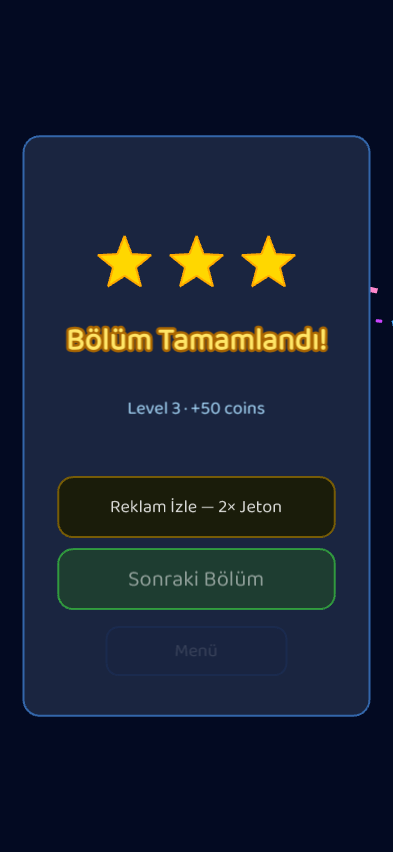 Bölüm Tamamlandı!
Level 3 · +50 coins
Reklam İzle — 2× Jeton
Sonraki Bölüm
Menü